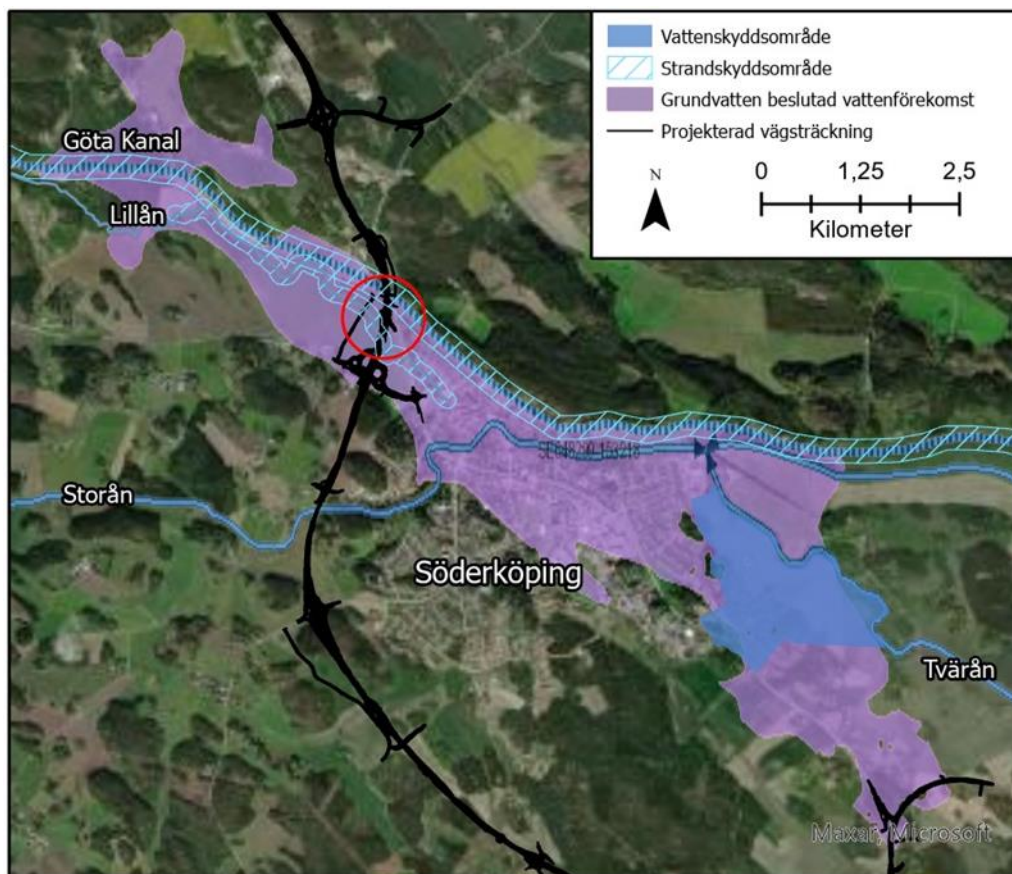 Vattenskyddsområde
Strandskyddsområde
Grundvatten beslutad vattenförekomst
Projekterad vägsträckning
N
0 1,25 2,5
Kilometer
Göta Kanal
Lillån
Storån
Söderköping
Tvärån
Maxar, Microsoft